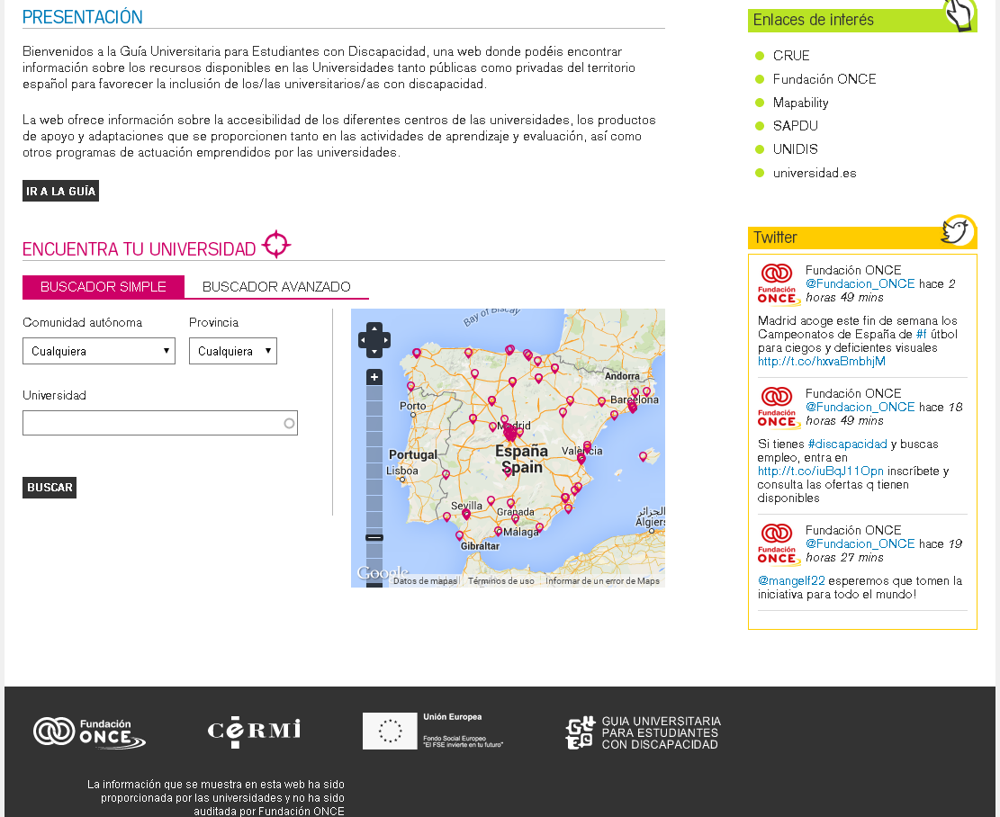 PRESENTACIÓN
Bienvenidos a la Guía Universitaria para Estudiantes con Discapacidad, una web donde podéis encontrar
información sobre los recursos disponibles en las Universidades tanto públicas como privadas del territorio
español para favorecer la inclusión de los/las universitarios/as con discapacidad.
La web ofrece información sobre la accesibilidad de los diferentes centros de las universidades, los productos
de apoyo y adaptaciones que se proporcionen tanto en las actividades de aprendizaje y evaluación, así como
otros programas de actuación emprendidos por las universidades.
IR A LA GUÍA
ENCUENTRA TU UNIVERSIDAD
BUSCADOR SIMPLE
BUSCADOR AVANZADO
Comunidad autónoma
Provincia
Cualquiera
Cualquiera
Universidad
BUSCAR
Bay of Biscay
Andorra
Barcelona
Porto
Madrid
España
Spain
Portugal
València
Lisboa
Sevilla
Granada
Málaga
Gibraltar
الجزائر
Algiers
Google
Datos de mapas
Términos de uso
Informar de un error de Maps
Enlaces de interés
CRUE
Fundación ONCE
Mapability
SAPDU
UNIDIS
universidad.es
Twitter
Fundación
ONCE
Fundación ONCE
@Fundacion_ONCE hace 2
horas 49 mins
Madrid acoge este fin de semana los
Campeonatos de España de #f útbol
para ciegos y deficientes visuales
http://t.co/hxvaBmbhjM
Fundación
ONCE
Fundación ONCE
@Fundacion_ONCE hace 18
horas 49 mins
Si tienes #discapacidad y buscas
empleo, entra en
http://t.co/iuBqJ11Opn inscríbete y
consulta las ofertas q tienen
disponibles
Fundación
ONCE
Fundación ONCE
@Fundacion_ONCE hace 19
horas 27 mins
@mangelf22 esperemos que tomen la
iniciativa para todo el mundo!
Fundación
ONCE
CERMI
Unión Europea
Fondo Social Europeo
"El FSE invierte en tu futuro"
GUIA UNIVERSITARIA
PARA ESTUDIANTES
CON DISCAPACIDAD
La información que se muestra en esta web ha sido
proporcionada por las universidades y no ha sido
auditada por Fundación ONCE